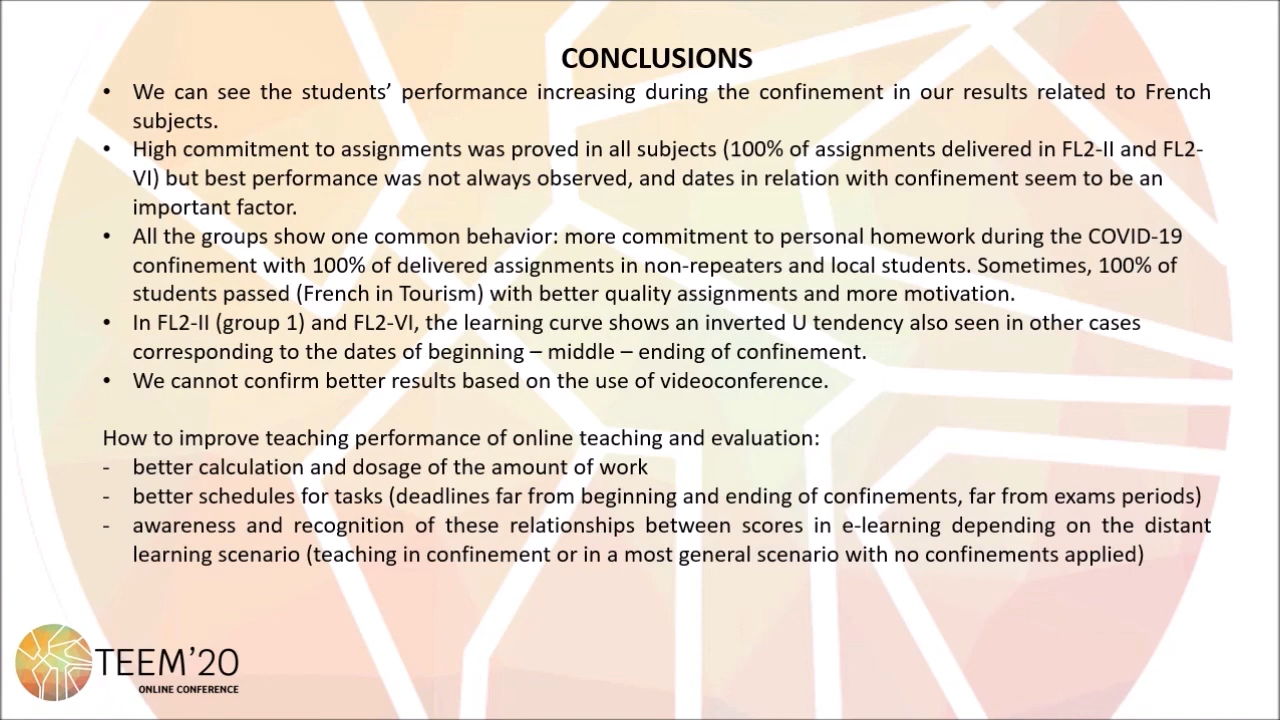 CONCLUSIONS
• We can see the students’ performance increasing during the confinement in our results related to French
subjects.
• High commitment to assignments was proved in all subjects (100% of assignments delivered in FL2-II and FL2-
VI) but best performance was not always observed, and dates in relation with confinement seem to be an
important factor.
• All the groups show one common behavior: more commitment to personal homework during the COVID-19
confinement with 100% of delivered assignments in non-repeaters and local students. Sometimes, 100% of
students passed (French in Tourism) with better quality assignments and more motivation.
• In FL2-II (group 1) and FL2-VI, the learning curve shows an inverted U tendency also seen in other cases
corresponding to the dates of beginning – middle – ending of confinement.
• We cannot confirm better results based on the use of videoconference.
How to improve teaching performance of online teaching and evaluation:
- better calculation and dosage of the amount of work
- better schedules for tasks (deadlines far from beginning and ending of confinements, far from exams periods)
- awareness and recognition of these relationships between scores in e-learning depending on the distant
learning scenario (teaching in confinement or in a most general scenario with no confinements applied)
TEEM’20
ONLINE CONFERENCE